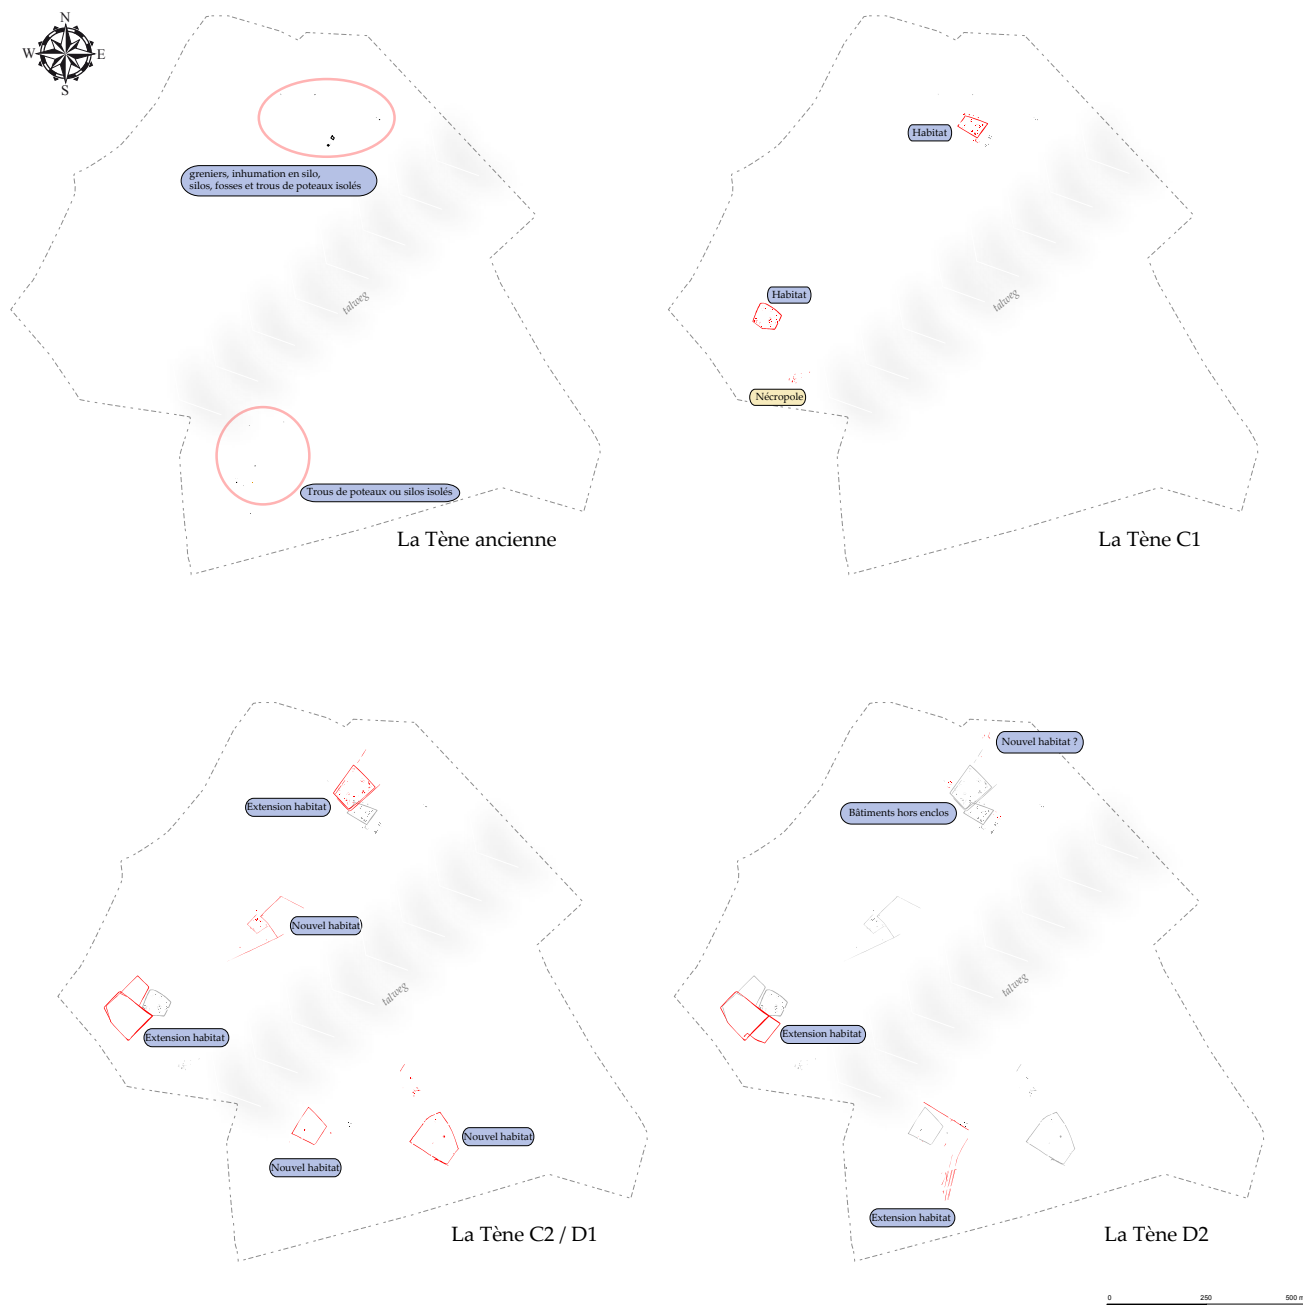 N
W
E
S
greniers, inhumation en silo,
silos, fosses et trous de poteaux isolés
talweg
Trous de poteaux ou silos isolés
La Tène ancienne
Habitat
Habitat
talweg
Nécropole
La Tène C1
Extension habitat
Nouvel habitat
talweg
Extension habitat
Nouvel habitat
Nouvel habitat
La Tène C2 / D1
Nouvel habitat ?
Bâtiments hors enclos
talweg
Extension habitat
Extension habitat
La Tène D2
0
250
500 m